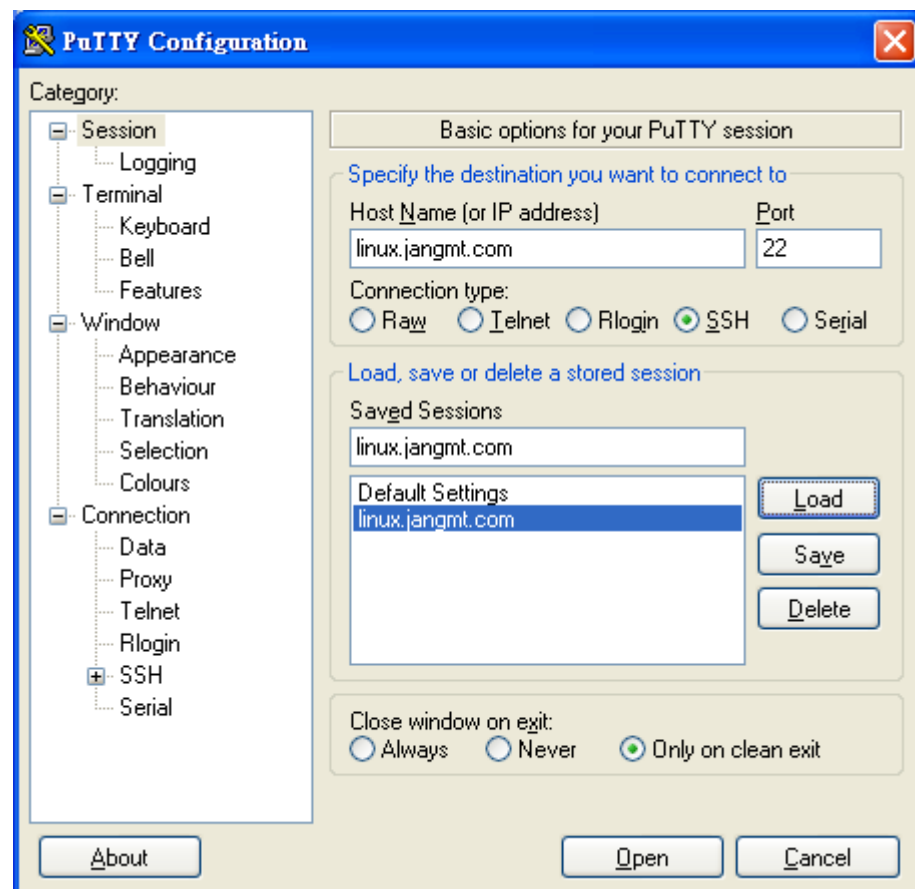 PuTTY Configuration
Category:
Session
Logging
Terminal
Keyboard
Bell
Features
Window
Appearance
Behaviour
Translation
Selection
Colours
Connection
Data
Proxy
Telnet
Rlogin
SSH
Serial
Basic options for your PuTTY session
Specify the destination you want to connect to
Host Name (or IP address) Port
linux.jangmt.com 22
Connection type:
Raw Telnet Rlogin SSH Serial
Load, save or delete a stored session
Saved Sessions
linux.jangmt.com
Default Settings
linux.jangmt.com
Load
Save
Delete
Close window on exit:
Always Never Only on clean exit
About Open Cancel